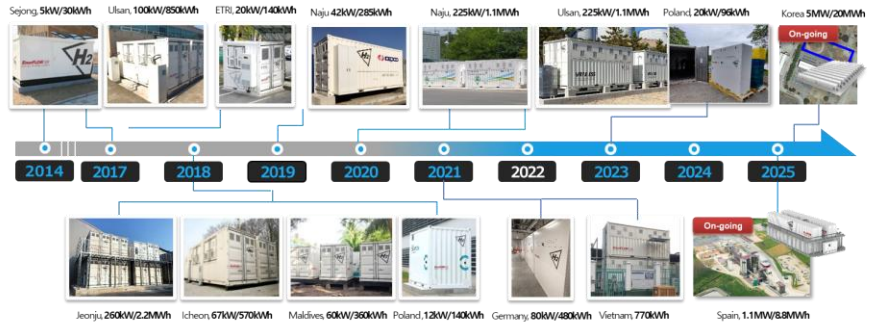 Sejong, 5kW/30kWh
Ulsan, 100kW/850kWh
ETRI, 20kW/140kWh
Naju 42kW/285kWh
Naju, 225kW/1.1MWh
Ulsan, 225kW/1.1MWh
Poland, 20kW/96kWh
Korea 5MW/20MWh
On-going
H2
H2
2014
2017
2018
2019
2020
2021
2022
2023
2024
2025
On-going
Jeonju, 260kW/2.2MWh
Icheon, 67kW/570kWh
Maldives, 60kW/360kWh
Poland, 12kW/140kWh
Germany, 80kW/480kWh
Vietnam, 770kWh
Spain, 1.1MW/8.8MWh